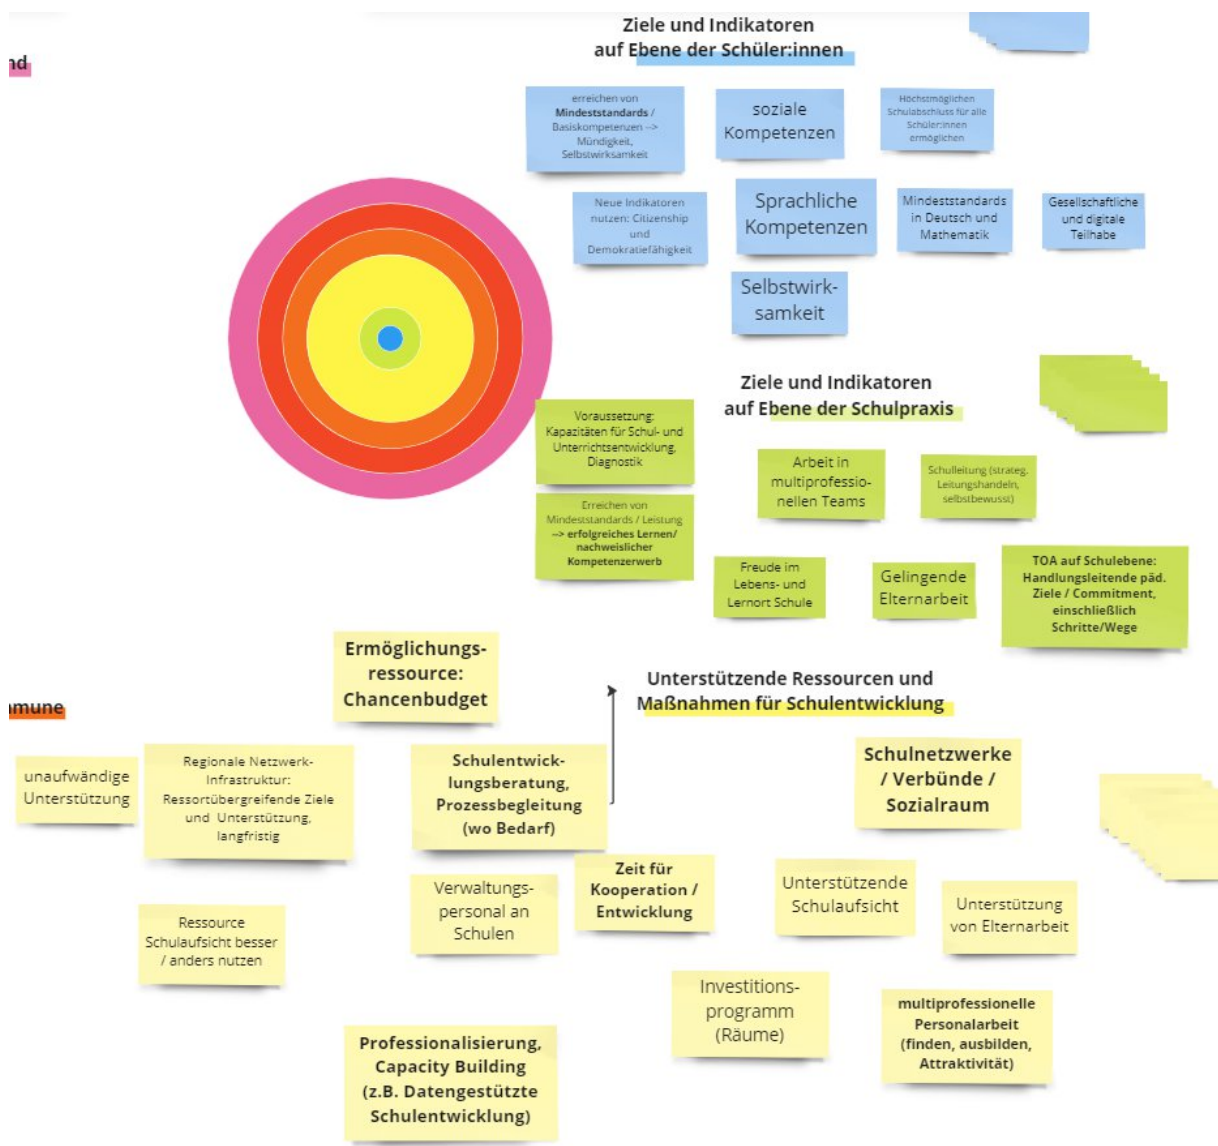 Ziele und Indikatoren
auf Ebene der Schüler:innen
nd
erreichen von
Mindeststandards /
Basiskompetenzen -->
Mündigkeit,
Selbstwirksamkeit
soziale
Kompetenzen
Höchstmöglichen
Schulabschluss für alle
Schüler:innen
ermöglichen
Neue Indikatoren
nutzen: Citizenship
und
Demokratiefähigkeit
Sprachliche
Kompetenzen
Mindeststandards
in Deutsch und
Mathematik
Gesellschaftliche
und digitale
Teilhabe
Selbstwirk-
samkeit
Ziele und Indikatoren
auf Ebene der Schulpraxis
Voraussetzung:
Kapazitäten für Schul- und
Unterrichtsentwicklung,
Diagnostik
Arbeit in
multiprofessio-
nellen Teams
Schulleitung (strateg.
Leitungshandeln,
selbstbewusst)
Erreichen von
Mindeststandards / Leistung
--> erfolgreiches Lernen/
nachweislicher
Kompetenzerwerb
Freude im
Lebens- und
Lernort Schule
Gelingende
Elternarbeit
TOA auf Schulebene:
Handlungsleitende päd.
Ziele / Commitment,
einschließlich
Schritte/Wege
Ermöglichungs-
ressource:
Chancenbudget
Unterstützende Ressourcen und
Maßnahmen für Schulentwicklung
mmune
unaufwändige
Unterstützung
Regionale Netzwerk-
Infrastruktur:
Ressortübergreifende Ziele
und Unterstützung,
langfristig
Schulentwick-
lungsberatung,
Prozessbegleitung
(wo Bedarf)
Schulnetzwerke
/ Verbünde /
Sozialraum
Zeit für
Kooperation /
Entwicklung
Verwaltungs-
personal an
Schulen
Unterstützende
Schulaufsicht
Unterstützung
von Elternarbeit
Ressource
Schulaufsicht besser
/ anders nutzen
Investitions-
programm
(Räume)
multiprofessionelle
Personalarbeit
(finden, ausbilden,
Attraktivität)
Professionalisierung,
Capacity Building
(z.B. Datengestützte
Schulentwicklung)